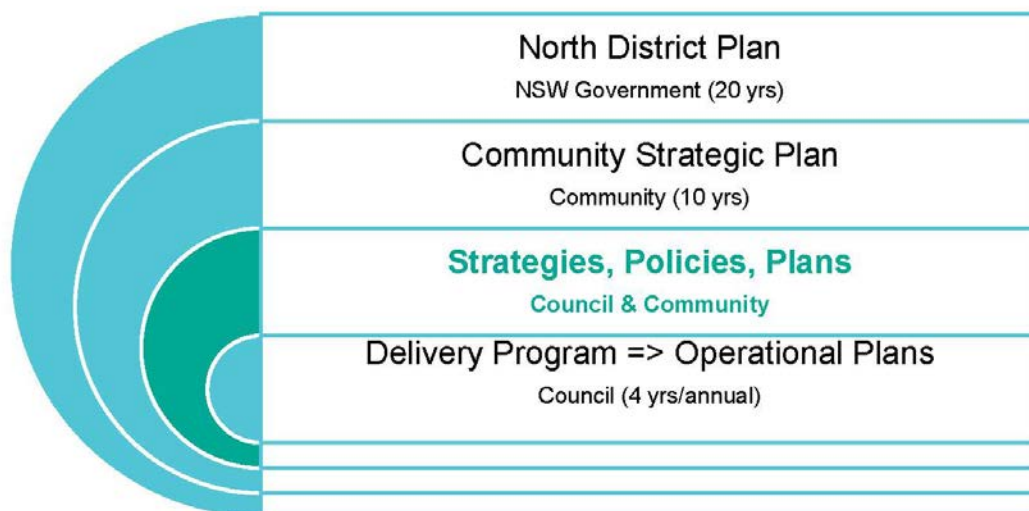 North District Plan
NSW Government (20 yrs)
Community Strategic Plan
Community (10 yrs)
Strategies, Policies, Plans
Council & Community
Delivery Program => Operational Plans
Council (4 yrs/annual)